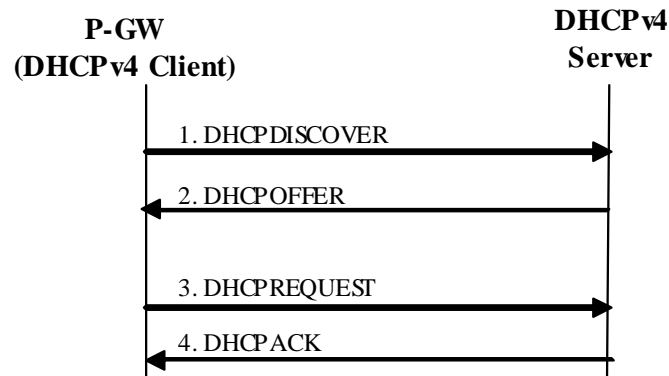 P-GW
(DHCPv4 Client)
DHCPv4
Server
1. DHCPDISCOVER
2. DHCPOFFER
3. DHCPREQUEST
4. DHCPACK